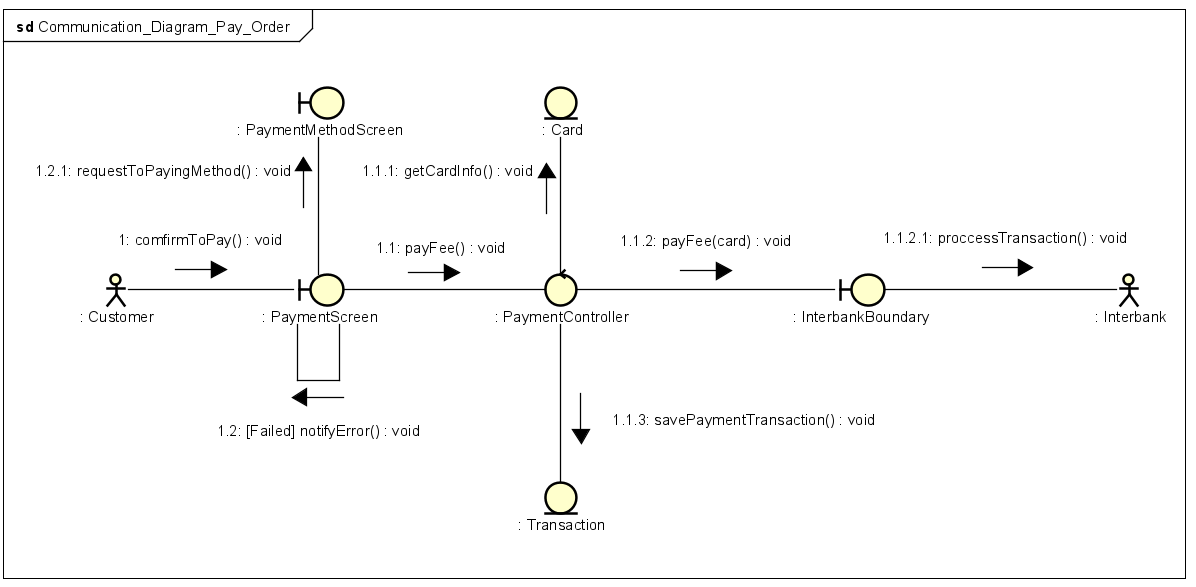 sd Communication_Diagram_Pay_Order
: PaymentMethodScreen
: Card
1.2.1: requestToPayingMethod() : void
1.1.1: getCardInfo() : void
1: comfirmToPay() : void
1.1: payFee() : void
1.1.2: payFee(card) : void
1.1.2.1: proccessTransaction() : void
: Customer
: PaymentScreen
: PaymentController
: InterbankBoundary
: Interbank
1.2: [Failed] notifyError() : void
1.1.3: savePaymentTransaction() : void
: Transaction